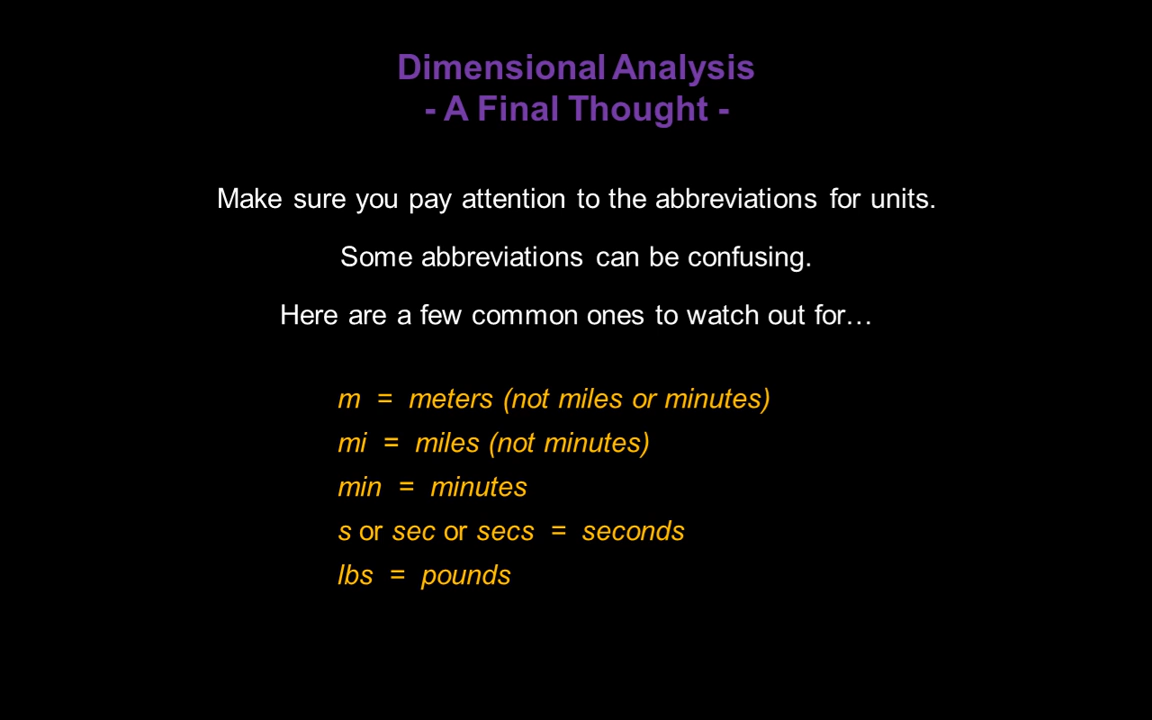 Dimensional Analysis
- A Final Thought -
Make sure you pay attention to the abbreviations for units.
Some abbreviations can be confusing.
Here are a few common ones to watch out for…
m = meters (not miles or minutes)
mi = miles (not minutes)
min = minutes
s or sec or secs = seconds
lbs = pounds